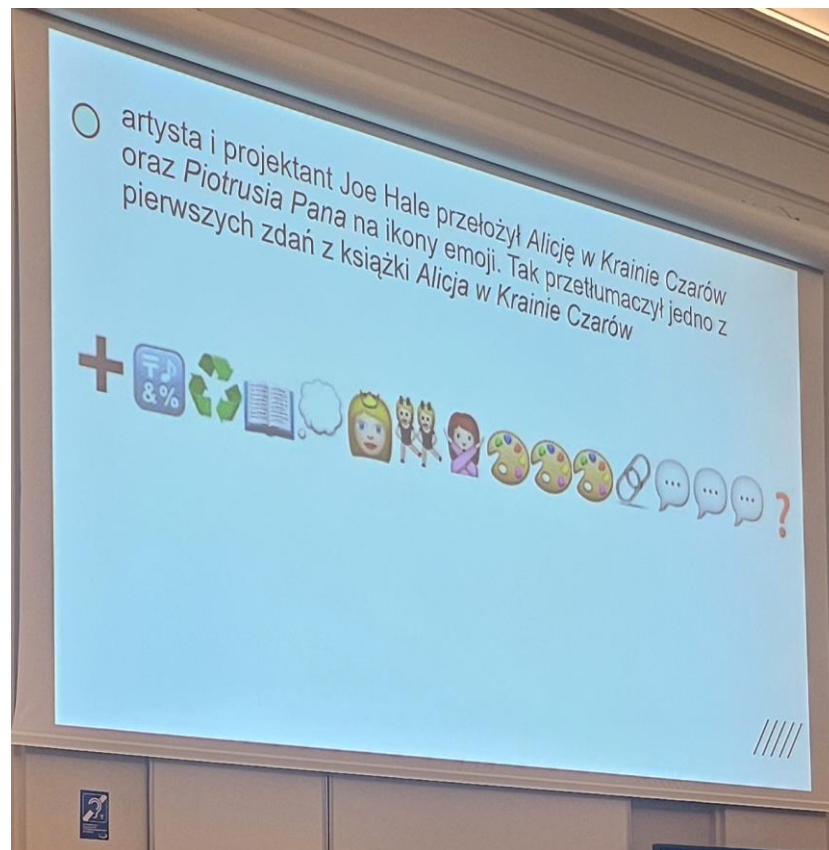 artysta i projektant Joe Hale przełożył Alicję w Krainie Czarów
oraz Piotrusia Pana na ikony emoji. Tak przetłumaczył jedno z
pierwszych zdań z książki Alicja w Krainie Czarów
➕🔣♻️📖💭👸👯🙅🎨🎨🎨🔗💬💬💬❓